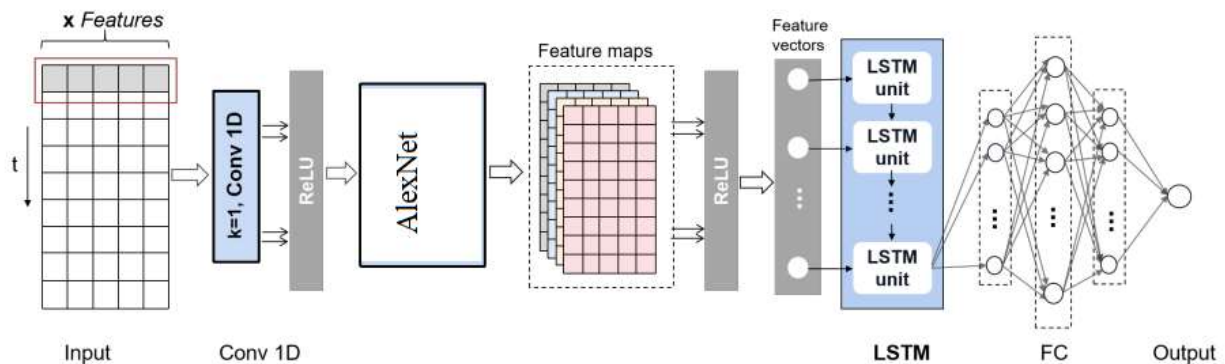 x Features
t
k=1, Conv 1D
ReLU
AlexNet
Feature maps
ReLU
Feature
vectors
...
LSTM
unit
LSTM
unit
...
LSTM
unit
...
...
...
Input
Conv 1D
LSTM
FC
Output